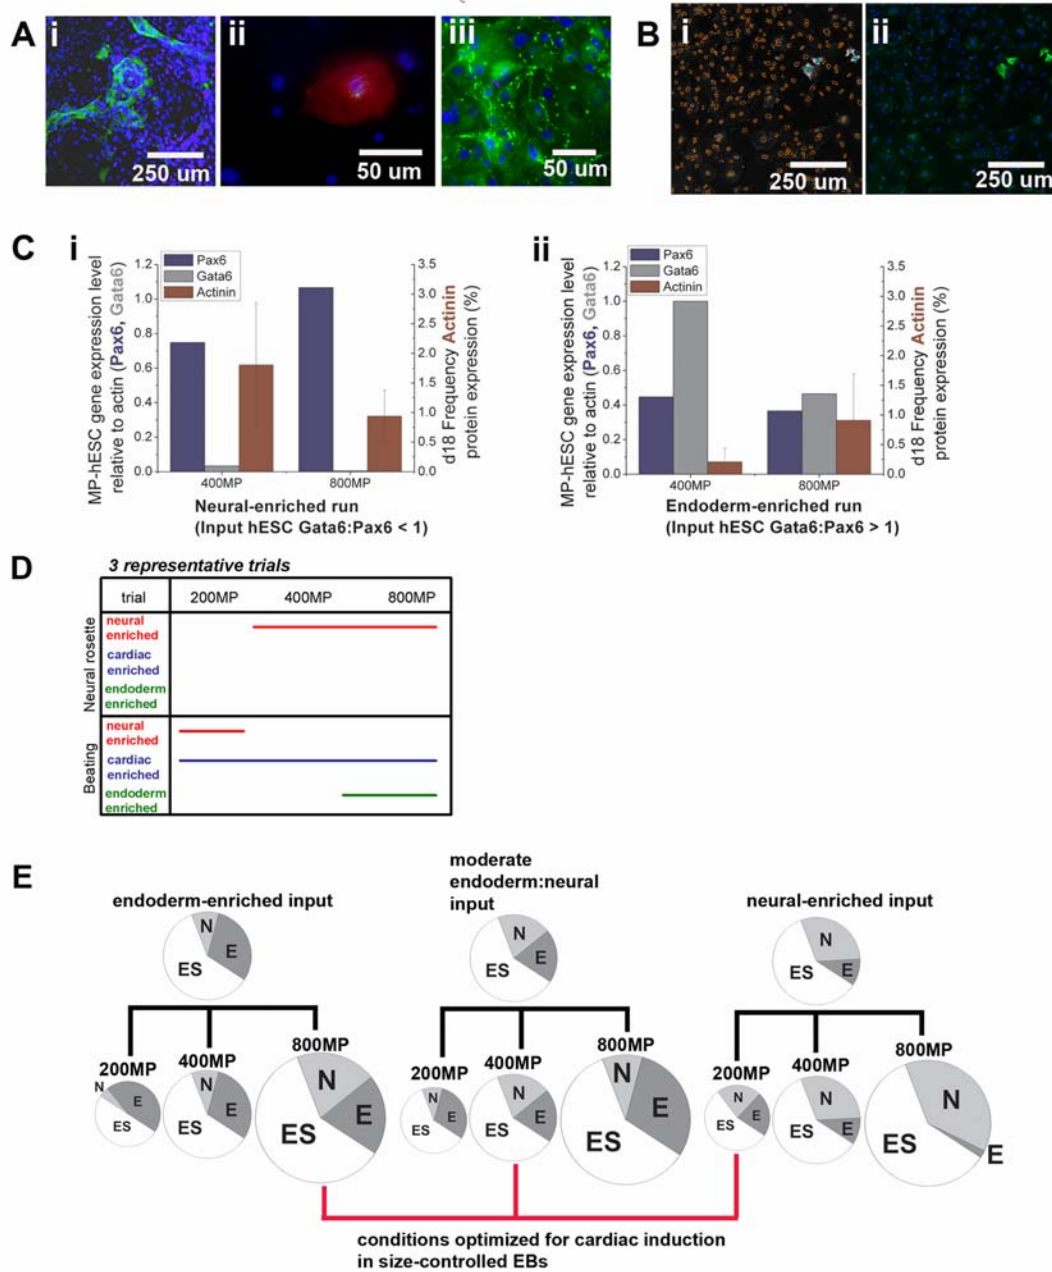 A i ii iii B i ii
250 um 50 um 50 um 250 um 250 um
C i ii
MP-hESC gene expression level
relative to actin (Pax6, Gata6)
Pax6
Gata6
Actinin
1.2
1.0
0.8
0.6
0.4
0.2
0.0
3.5
3.0
2.5
2.0
1.5
1.0
0.5
0.0
d18 Frequency Actinin
protein expression (%)
400MP 800MP
Neural-enriched run
(Input hESC Gata6:Pax6 < 1)
MP-hESC gene expression level
relative to actin (Pax6, Gata6)
Pax6
Gata6
Actinin
1.2
1.0
0.8
0.6
0.4
0.2
0.0
3.5
3.0
2.5
2.0
1.5
1.0
0.5
0.0
d18 Frequency Actinin
protein expression (%)
400MP 800MP
Endoderm-enriched run
(Input hESC Gata6:Pax6 > 1)
D
3 representative trials
trial 200MP 400MP 800MP
Neural rosette
neural
enriched
cardiac
enriched
endoderm
enriched
Beating
neural
enriched
cardiac
enriched
endoderm
enriched
E
endoderm-enriched input
N
E
ES
200MP 400MP 800MP
N E ES
N E ES
N E ES
moderate
endoderm:neural
input
N
E
ES
200MP 400MP 800MP
N E ES
N E ES
N E ES
neural-enriched input
N
E
ES
200MP 400MP 800MP
N E ES
N E ES
N E ES
conditions optimized for cardiac induction
in size-controlled EBs